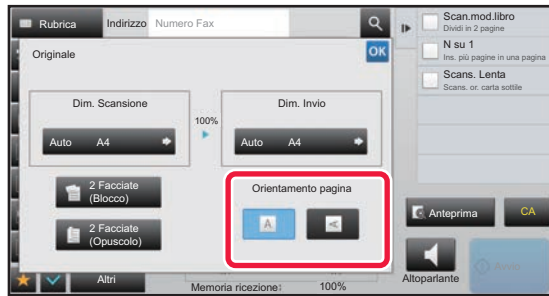 Rubrica
Indirizzo
Numero Fax
Originale
OK
Dim. Scansione
100%
Dim. Invio
Auto A4
Auto A4
2 Facciate
(Blocco)
2 Facciate
(Opuscolo)
Orientamento pagina
A
A
Altri
Memoria ricezione:
100%
Scan.mod.libro
Dividi in 2 pagine
N su 1
Ins. più pagine in una pagina
Scans. Lenta
Scans. or. carta sottile
Anteprima
CA
Altoparlante
Avvio